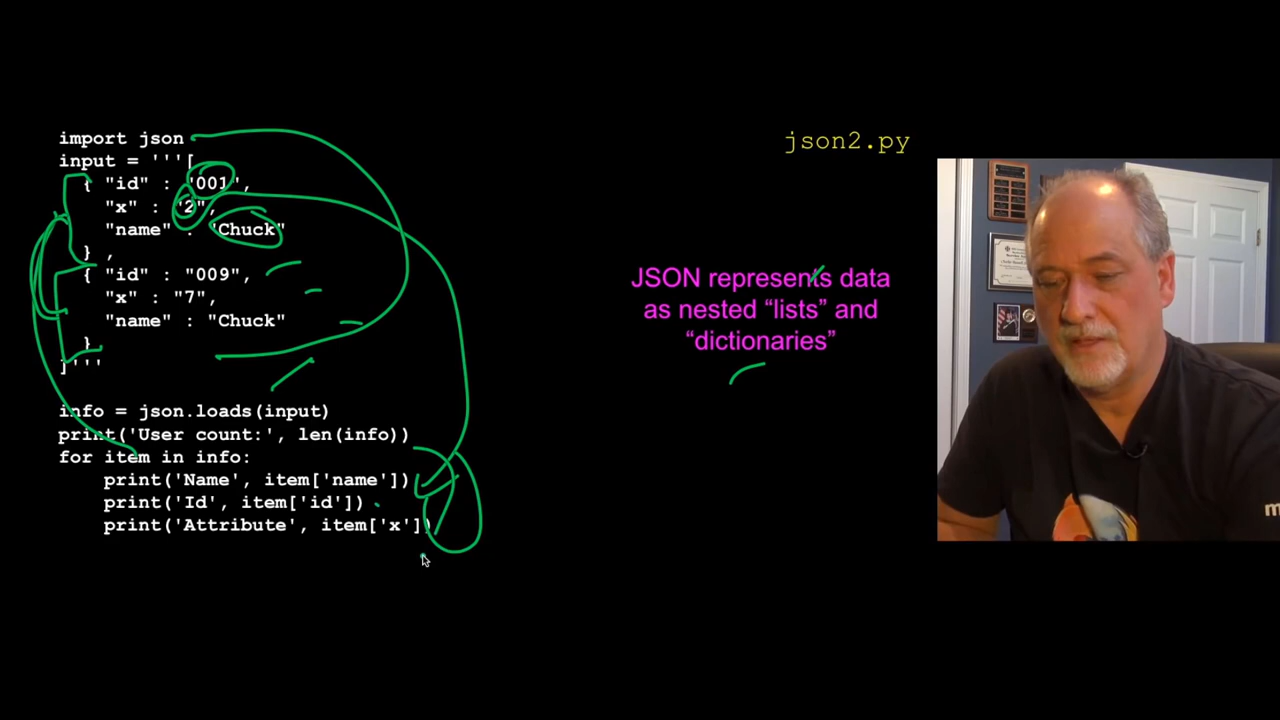 import json
input = '''[
{ "id" : "001",
"x" : "2",
"name" : "Chuck"
} ,
{ "id" : "009",
"x" : "7",
"name" : "Chuck"
}
]'''
info = json.loads(input)
print('User count:', len(info))
for item in info:
print('Name', item['name'])
print('Id', item['id'])
print('Attribute', item['x'])
json2.py
JSON represents data
as nested “lists” and
“dictionaries”